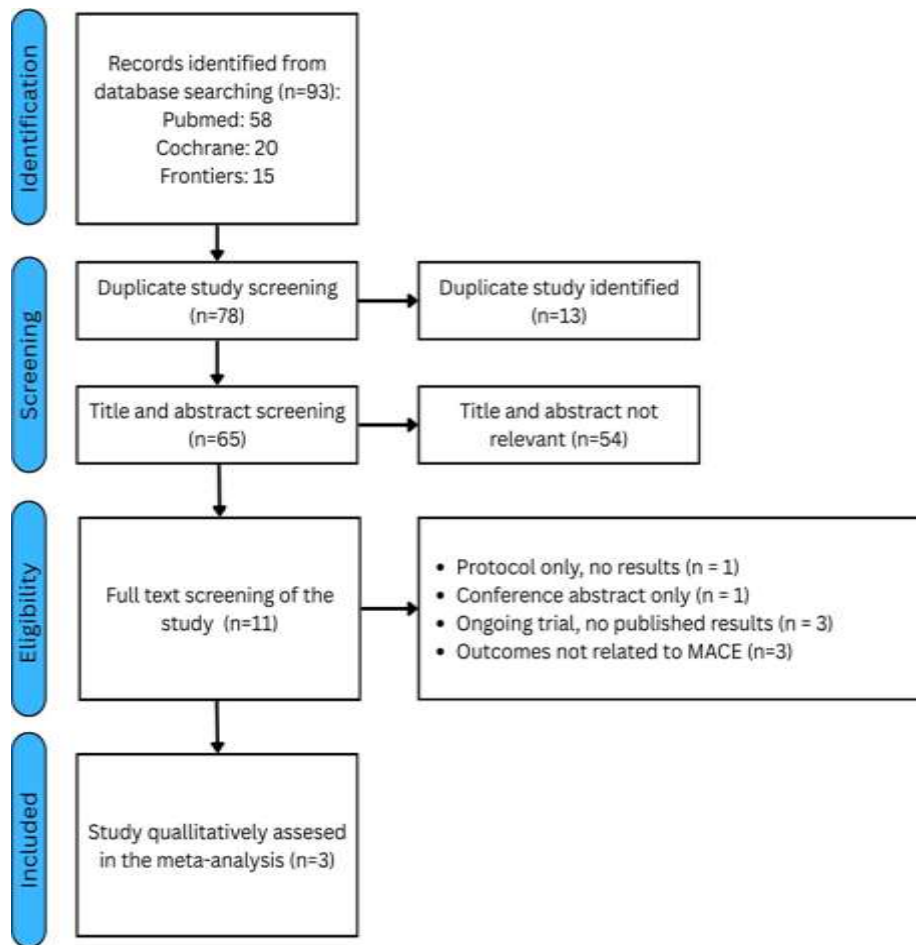 Identification
Records identified from
database searching (n=93):
Pubmed: 58
Cochrane: 20
Frontiers: 15
Screening
Duplicate study screening
(n=78)
Duplicate study identified
(n=13)
Title and abstract screening
(n=65)
Title and abstract not
relevant (n=54)
Eligibility
Full text screening of the
study (n=11)
• Protocol only, no results (n = 1)
• Conference abstract only (n = 1)
• Ongoing trial, no published results (n = 3)
• Outcomes not related to MACE (n=3)
Included
Study quallitatively assesed
in the meta-analysis (n=3)